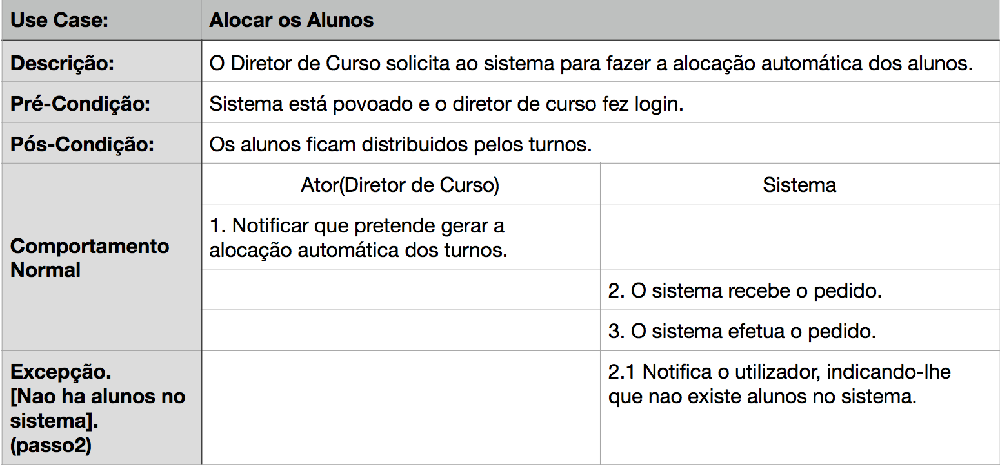 Use Case:
Alocar os Alunos
Descrição:
O Diretor de Curso solicita ao sistema para fazer a alocação automática dos alunos.
Pré-Condição:
Sistema está povoado e o diretor de curso fez login.
Pós-Condição:
Os alunos ficam distribuidos pelos turnos.
Comportamento
Normal
Ator(Diretor de Curso)
Sistema
1. Notificar que pretende gerar a
alocação automática dos turnos.
2. O sistema recebe o pedido.
3. O sistema efetua o pedido.
Excepção.
[Nao ha alunos no
sistema].
(passo2)
2.1 Notifica o utilizador, indicando-lhe
que nao existe alunos no sistema.